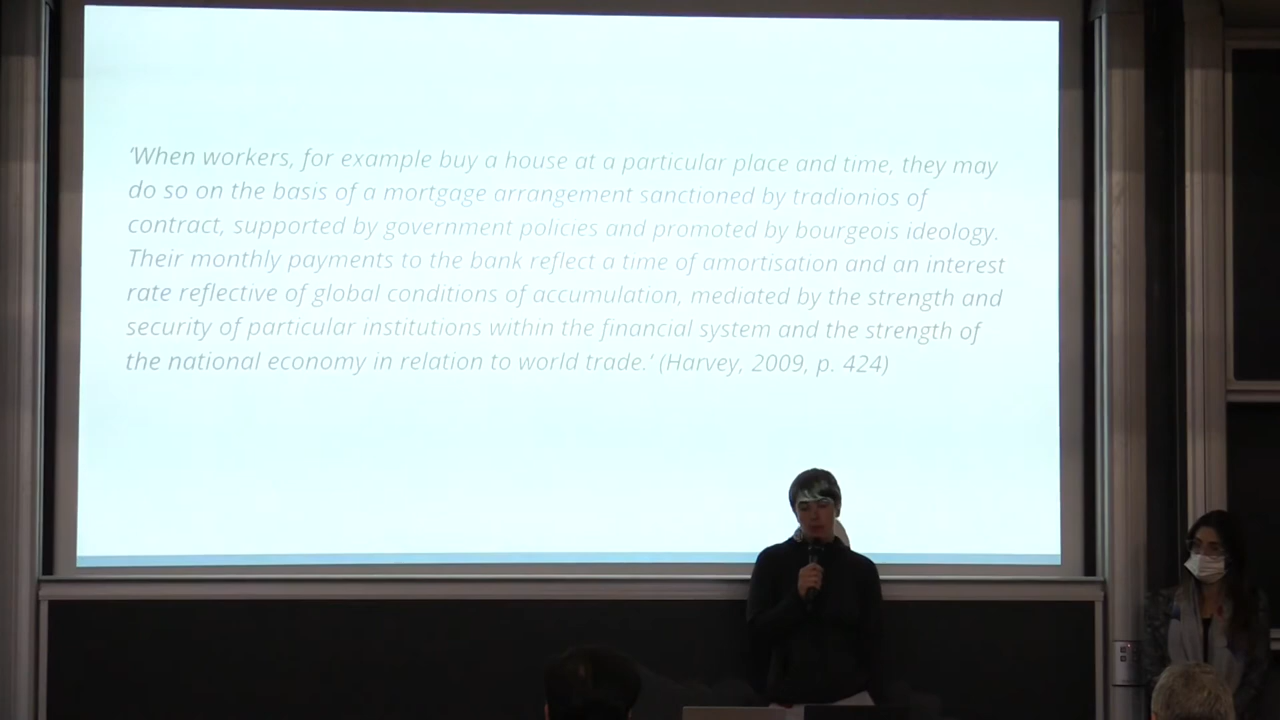 ‘When workers, for example buy a house at a particular place and time, they may
do so on the basis of a mortgage arrangement sanctioned by tradionios of
contract, supported by government policies and promoted by bourgeois ideology.
Their monthly payments to the bank reflect a time of amortisation and an interest
rate reflective of global conditions of accumulation, mediated by the strength and
security of particular institutions within the financial system and the strength of
the national economy in relation to world trade.‘ (Harvey, 2009, p. 424)